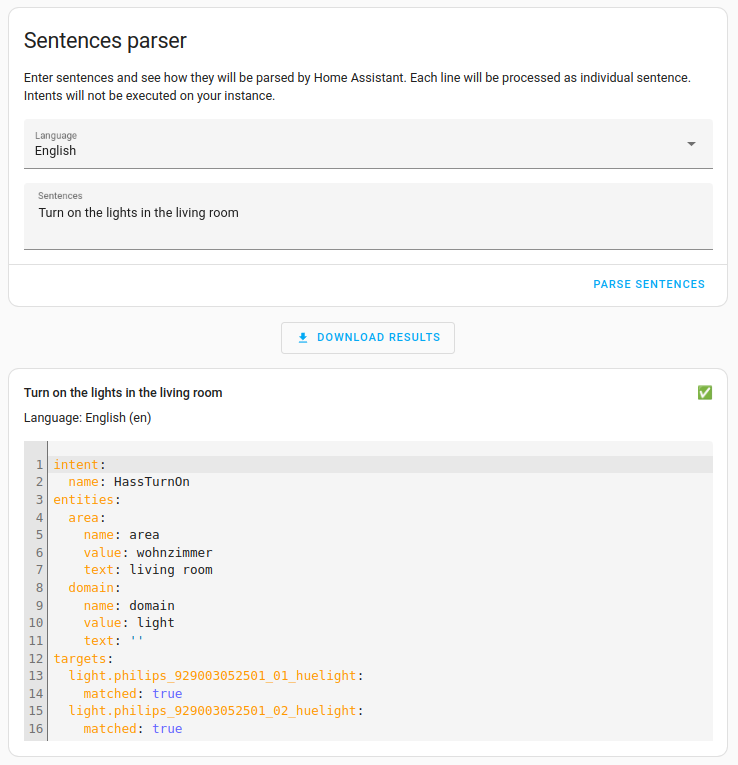 Sentences parser
Enter sentences and see how they will be parsed by Home Assistant. Each line will be processed as individual sentence.
Intents will not be executed on your instance.
Language
English
Sentences
Turn on the lights in the living room
PARSE SENTENCES
DOWNLOAD RESULTS
Turn on the lights in the living room
Language: English (en)
1 intent:
2   name: HassTurnOn
3 entities:
4   area:
5     name: area
6     value: wohnzimmer
7     text: living room
8   domain:
9     name: domain
10     value: light
11     text: ''
12 targets:
13   light.philips_929003052501_01_huelight:
14     matched: true
15   light.philips_929003052501_02_huelight:
16     matched: true